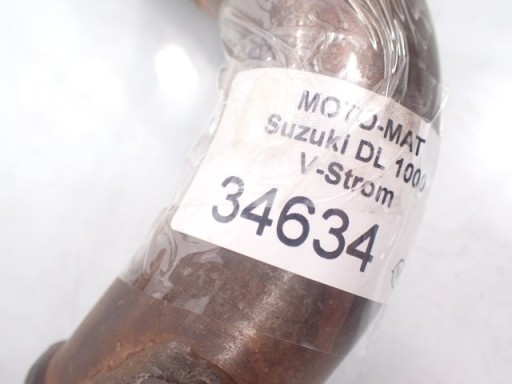 MOTO-MAT
Suzuki DL 1000
V-Strom
34634